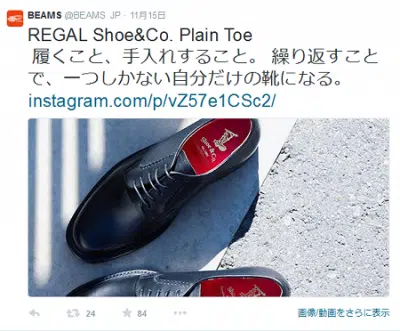 BEAMS @BEAMS_JP · 11月15日
REGAL Shoe&Co. Plain Toe
履くこと、手入れすること。 繰り返すこと
で、一つしかない自分だけの靴になる。
instagram.com/p/vZ57e1CSc2/
Shoe&Co.
24 84 画像/動画をさらに表示